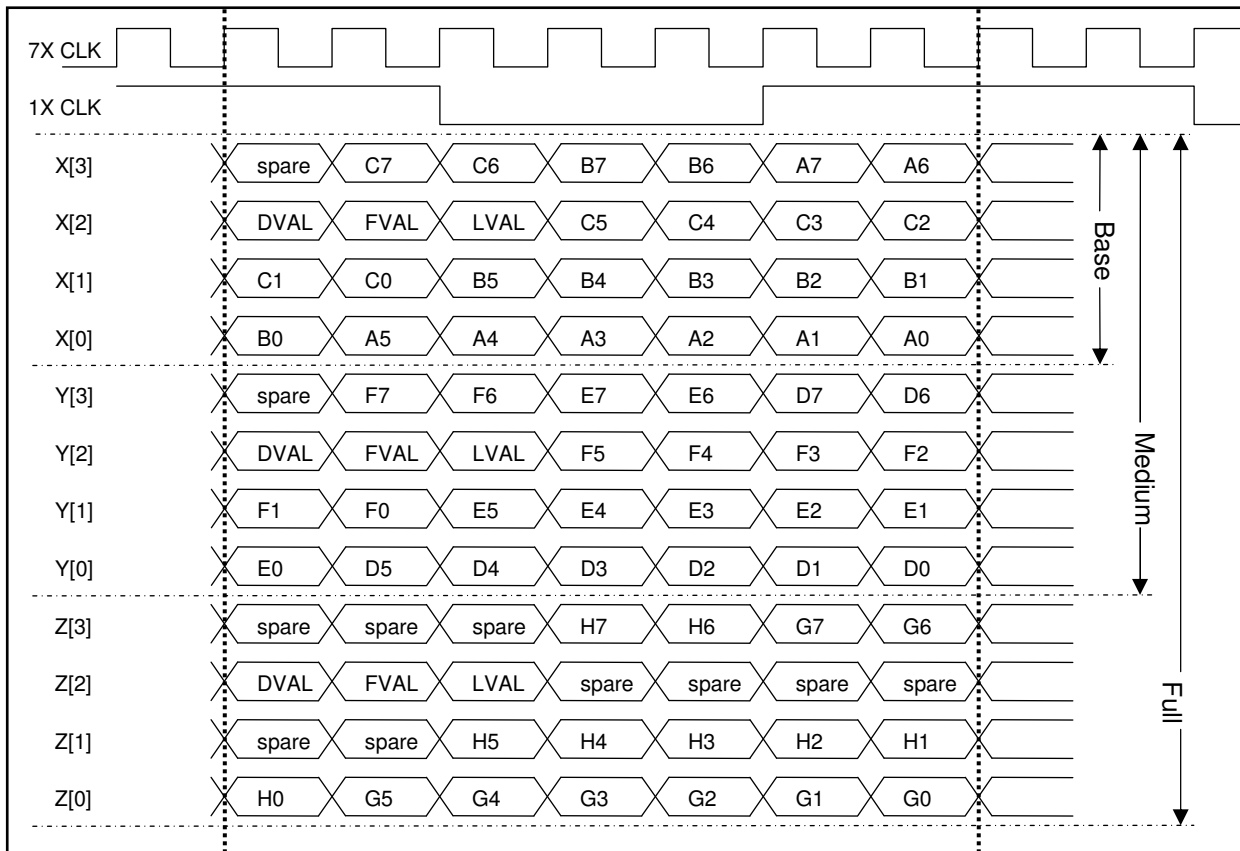 7X CLK
1X CLK
X[3] spare C7 C6 B7 B6 A7 A6
X[2] DVAL FVAL LVAL C5 C4 C3 C2
X[1] C1 C0 B5 B4 B3 B2 B1
X[0] B0 A5 A4 A3 A2 A1 A0
Base
Y[3] spare F7 F6 E7 E6 D7 D6
Y[2] DVAL FVAL LVAL F5 F4 F3 F2
Y[1] F1 F0 E5 E4 E3 E2 E1
Y[0] E0 D5 D4 D3 D2 D1 D0
Medium
Z[3] spare spare spare H7 H6 G7 G6
Z[2] DVAL FVAL LVAL spare spare spare spare
Z[1] spare spare H5 H4 H3 H2 H1
Z[0] H0 G5 G4 G3 G2 G1 G0
Full